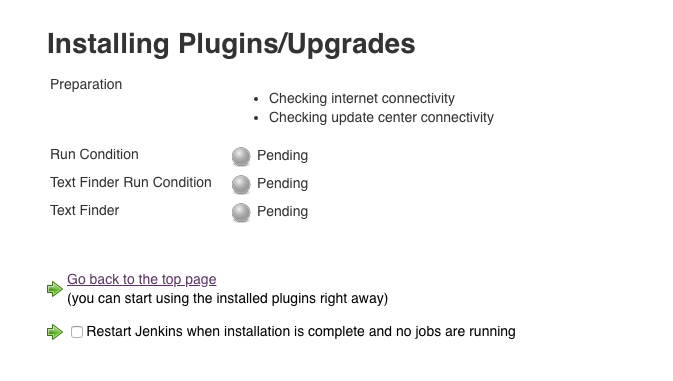 Installing Plugins/Upgrades
Preparation
• Checking internet connectivity
• Checking update center connectivity
Run Condition Pending
Text Finder Run Condition Pending
Text Finder Pending
Go back to the top page
(you can start using the installed plugins right away)
Restart Jenkins when installation is complete and no jobs are running